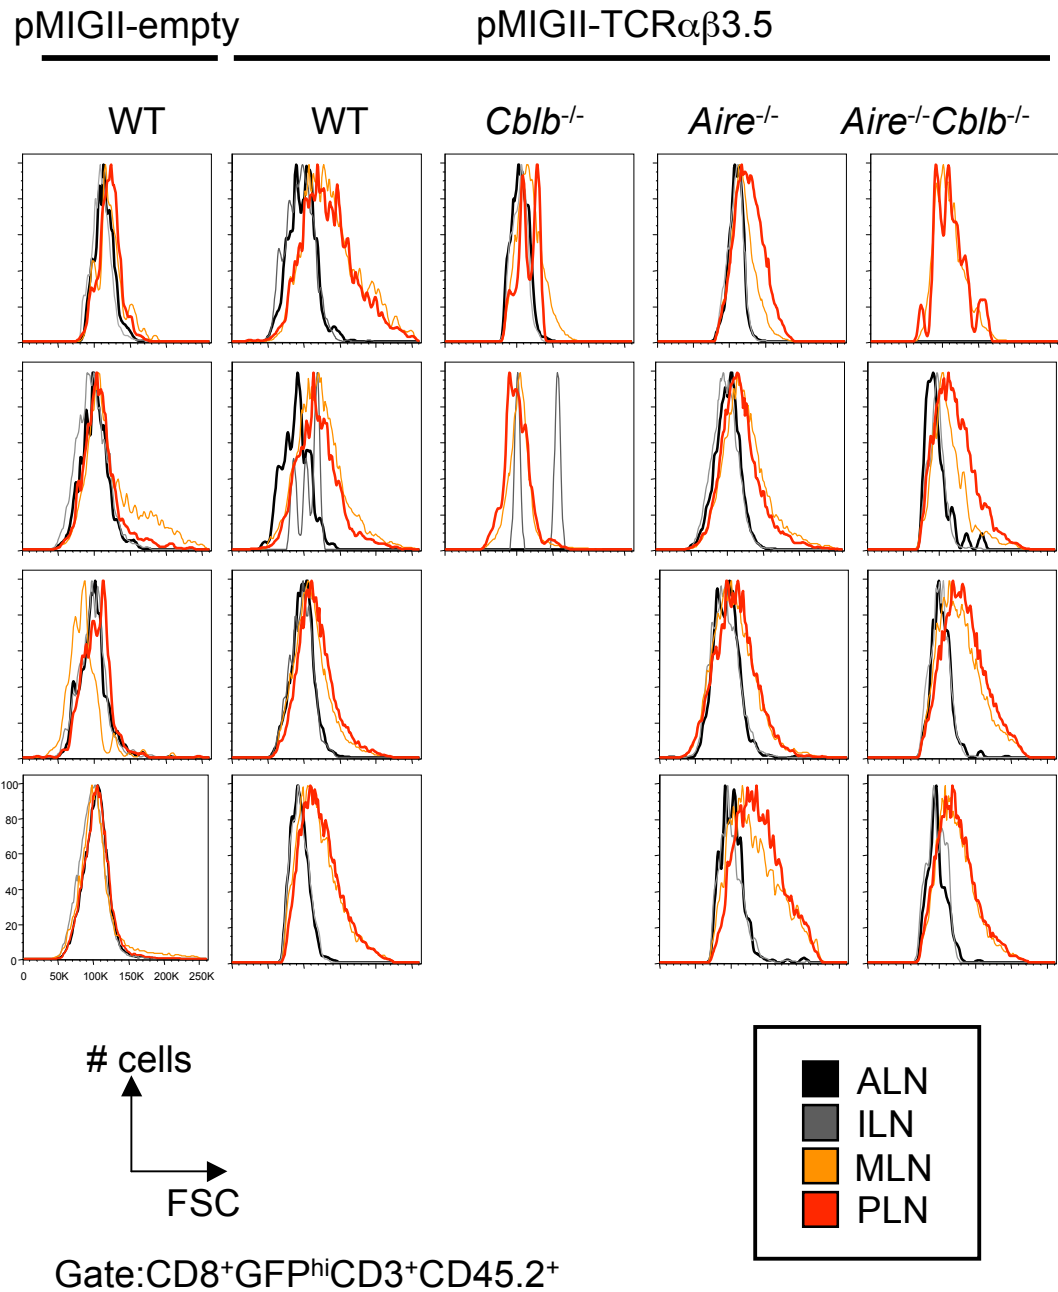 pMIGII-empty pMIGII-TCRαβ3.5
WT WT Cblb-/- Aire-/- Aire-/-Cblb-/-
100
80
60
40
20
0
0 50K 100K 150K 200K 250K
# cells
FSC
ALN
ILN
MLN
PLN
Gate:CD8+GFPhiCD3+CD45.2+